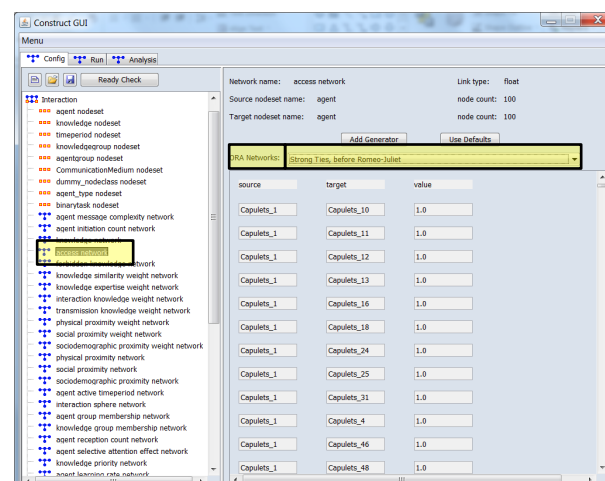 Construct GUI
Menu
Config Run Analysis
Ready Check
Interaction
agent nodeset
knowledge nodeset
timeperiod nodeset
knowledgegroup nodeset
agentgroup nodeset
CommunicationMedium nodeset
dummy_nodeclass nodeset
agent_type nodeset
binarytask nodeset
agent message complexity network
agent initiation count network
knowledge network
access network
forbidden knowledge network
knowledge similarity weight network
knowledge expertise weight network
interaction knowledge weight network
transmission knowledge weight network
physical proximity weight network
social proximity weight network
sociodemographic proximity weight network
physical proximity network
social proximity network
sociodemographic proximity network
agent active timeperiod network
interaction sphere network
agent group membership network
knowledge group membership network
agent reception count network
agent selective attention effect network
knowledge priority network
agent learning rate network
Network name: access network Link type: float
Source nodeset name: agent node count: 100
Target nodeset name: agent node count: 100
Add Generator Use Defaults
ORA Networks: Strong Ties, before Romeo-Juliet
source target value
Capulets_1 Capulets_10 1.0
Capulets_1 Capulets_11 1.0
Capulets_1 Capulets_12 1.0
Capulets_1 Capulets_13 1.0
Capulets_1 Capulets_16 1.0
Capulets_1 Capulets_18 1.0
Capulets_1 Capulets_24 1.0
Capulets_1 Capulets_25 1.0
Capulets_1 Capulets_31 1.0
Capulets_1 Capulets_4 1.0
Capulets_1 Capulets_46 1.0
Capulets_1 Capulets_48 1.0